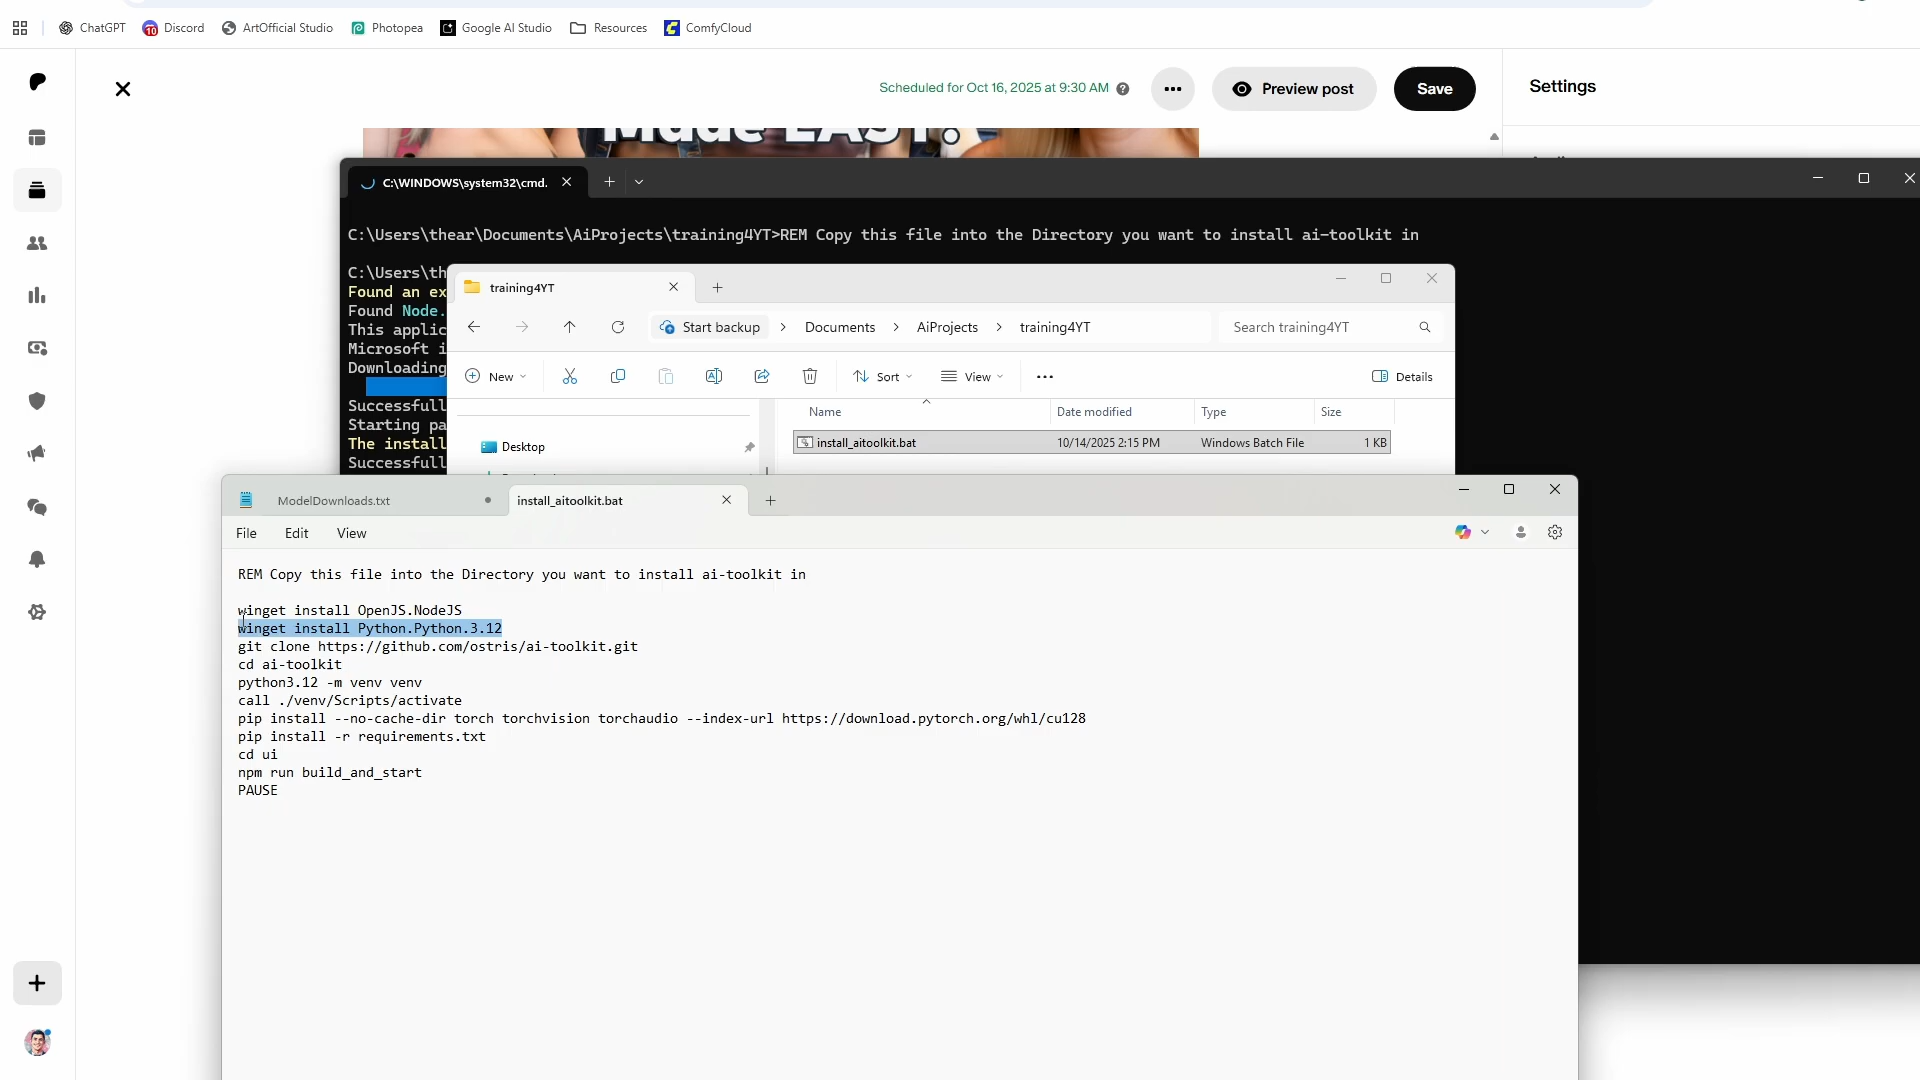 ChatGPT
10 Discord
ArtOfficial Studio
Photopea
Google AI Studio
Resources
ComfyCloud
Scheduled for Oct 16, 2025 at 9:30 AM
Preview post
Save
Settings
Made EASY!
C:\WINDOWS\system32\cmd.
C:\Users\thear\Documents\AiProjects\training4YT>REM Copy this file into the Directory you want to install ai-toolkit in
C:\Users\th
Found an ex
Found Node.
This applic
Microsoft i
Downloading
Successfull
Starting pa
The install
Successfull
training4YT
Start backup > Documents > AiProjects > training4YT
Search training4YT
New
Sort
View
Details
Name
Date modified
Type
Size
Desktop
install_aitoolkit.bat
10/14/2025 2:15 PM
Windows Batch File
1 KB
ModelDownloads.txt
install_aitoolkit.bat
File
Edit
View
REM Copy this file into the Directory you want to install ai-toolkit in
winget install OpenJS.NodeJS
winget install Python.Python.3.12
git clone https://github.com/ostris/ai-toolkit.git
cd ai-toolkit
python3.12 -m venv venv
call ./venv/Scripts/activate
pip install --no-cache-dir torch torchvision torchaudio --index-url https://download.pytorch.org/whl/cu128
pip install -r requirements.txt
cd ui
npm run build_and_start
PAUSE